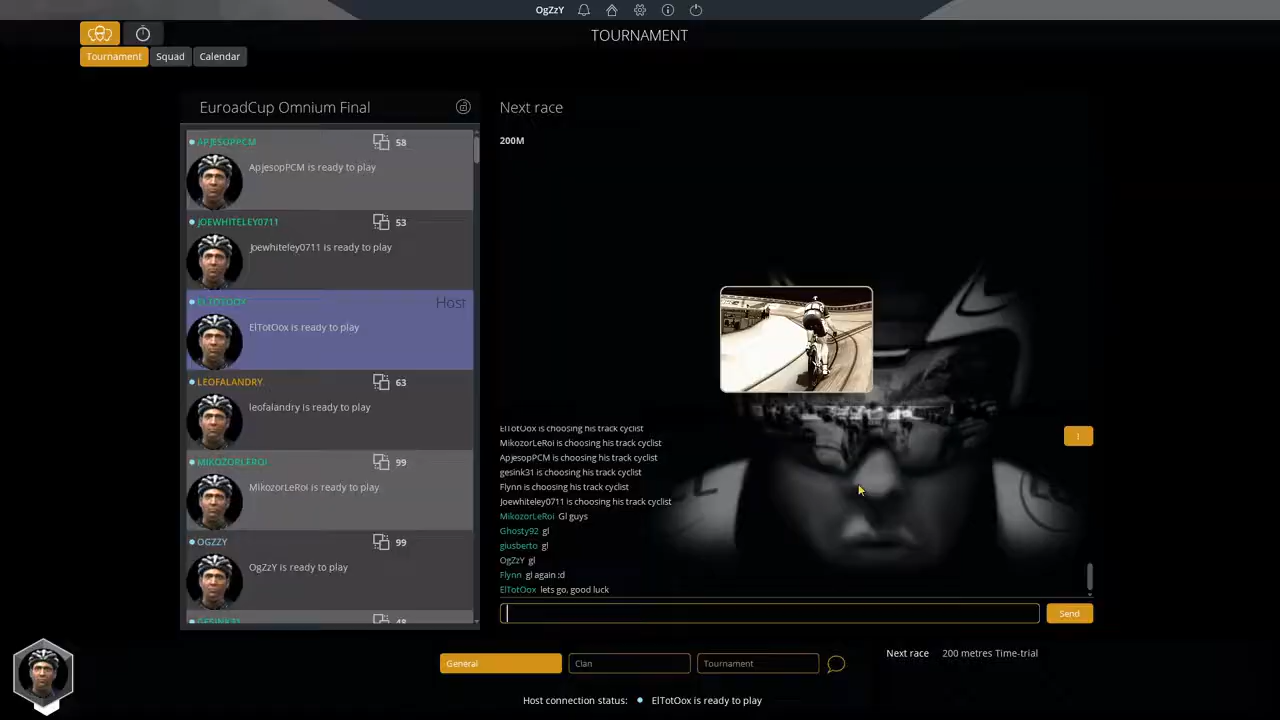 OgZzY
TOURNAMENT
Tournament
Squad
Calendar
EuroadCup Omnium Final
APJESOPPCM
58
ApjesopPCM is ready to play
JOEWHITELEY0711
53
Joewhiteley0711 is ready to play
ELTOTOOX
Host
ElTotOox is ready to play
LEOFALANDRY.
63
leofalandry is ready to play
MIKOZORLEROI
99
MikozorLeRoi is ready to play
OGZZY
99
OgZzY is ready to play
GESINK31
48
Next race
200M
ElTotOox is choosing his track cyclist
MikozorLeRoi is choosing his track cyclist
ApjesopPCM is choosing his track cyclist
gesink31 is choosing his track cyclist
Flynn is choosing his track cyclist
Joewhiteley0711 is choosing his track cyclist
MikozorLeRoi Gl guys
Ghosty92 gl
giusberto gl
OgZzY gl
Flynn gl again :d
ElTotOox lets go, good luck
Send
General
Clan
Tournament
Next race 200 metres Time-trial
Host connection status: ElTotOox is ready to play